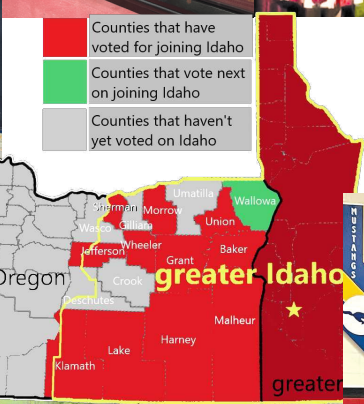 Counties that have
voted for joining Idaho
Counties that vote next
on joining Idaho
Counties that haven't
yet voted on Idaho
Umatilla
Wallowa
Sherman
Morrow
Gilliam
Union
Wasco
Wheeler
Baker
Jefferson
Grant
Oregon
Crook
greater Idaho
Deschutes
Malheur
Harney
Lake
Klamath
greater
MUSTANGS